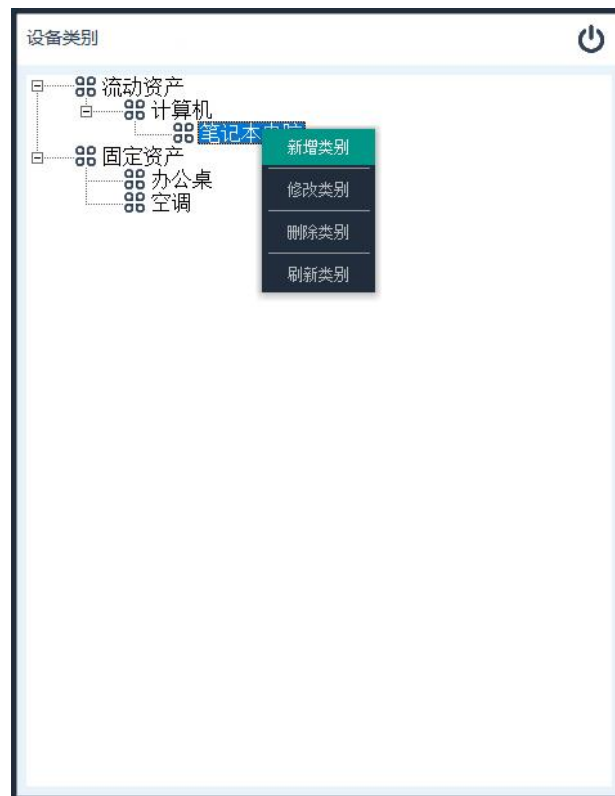 设备类别
流动资产
计算机
笔记本
固定资产
办公桌
空调
新增类别
修改类别
删除类别
刷新类别